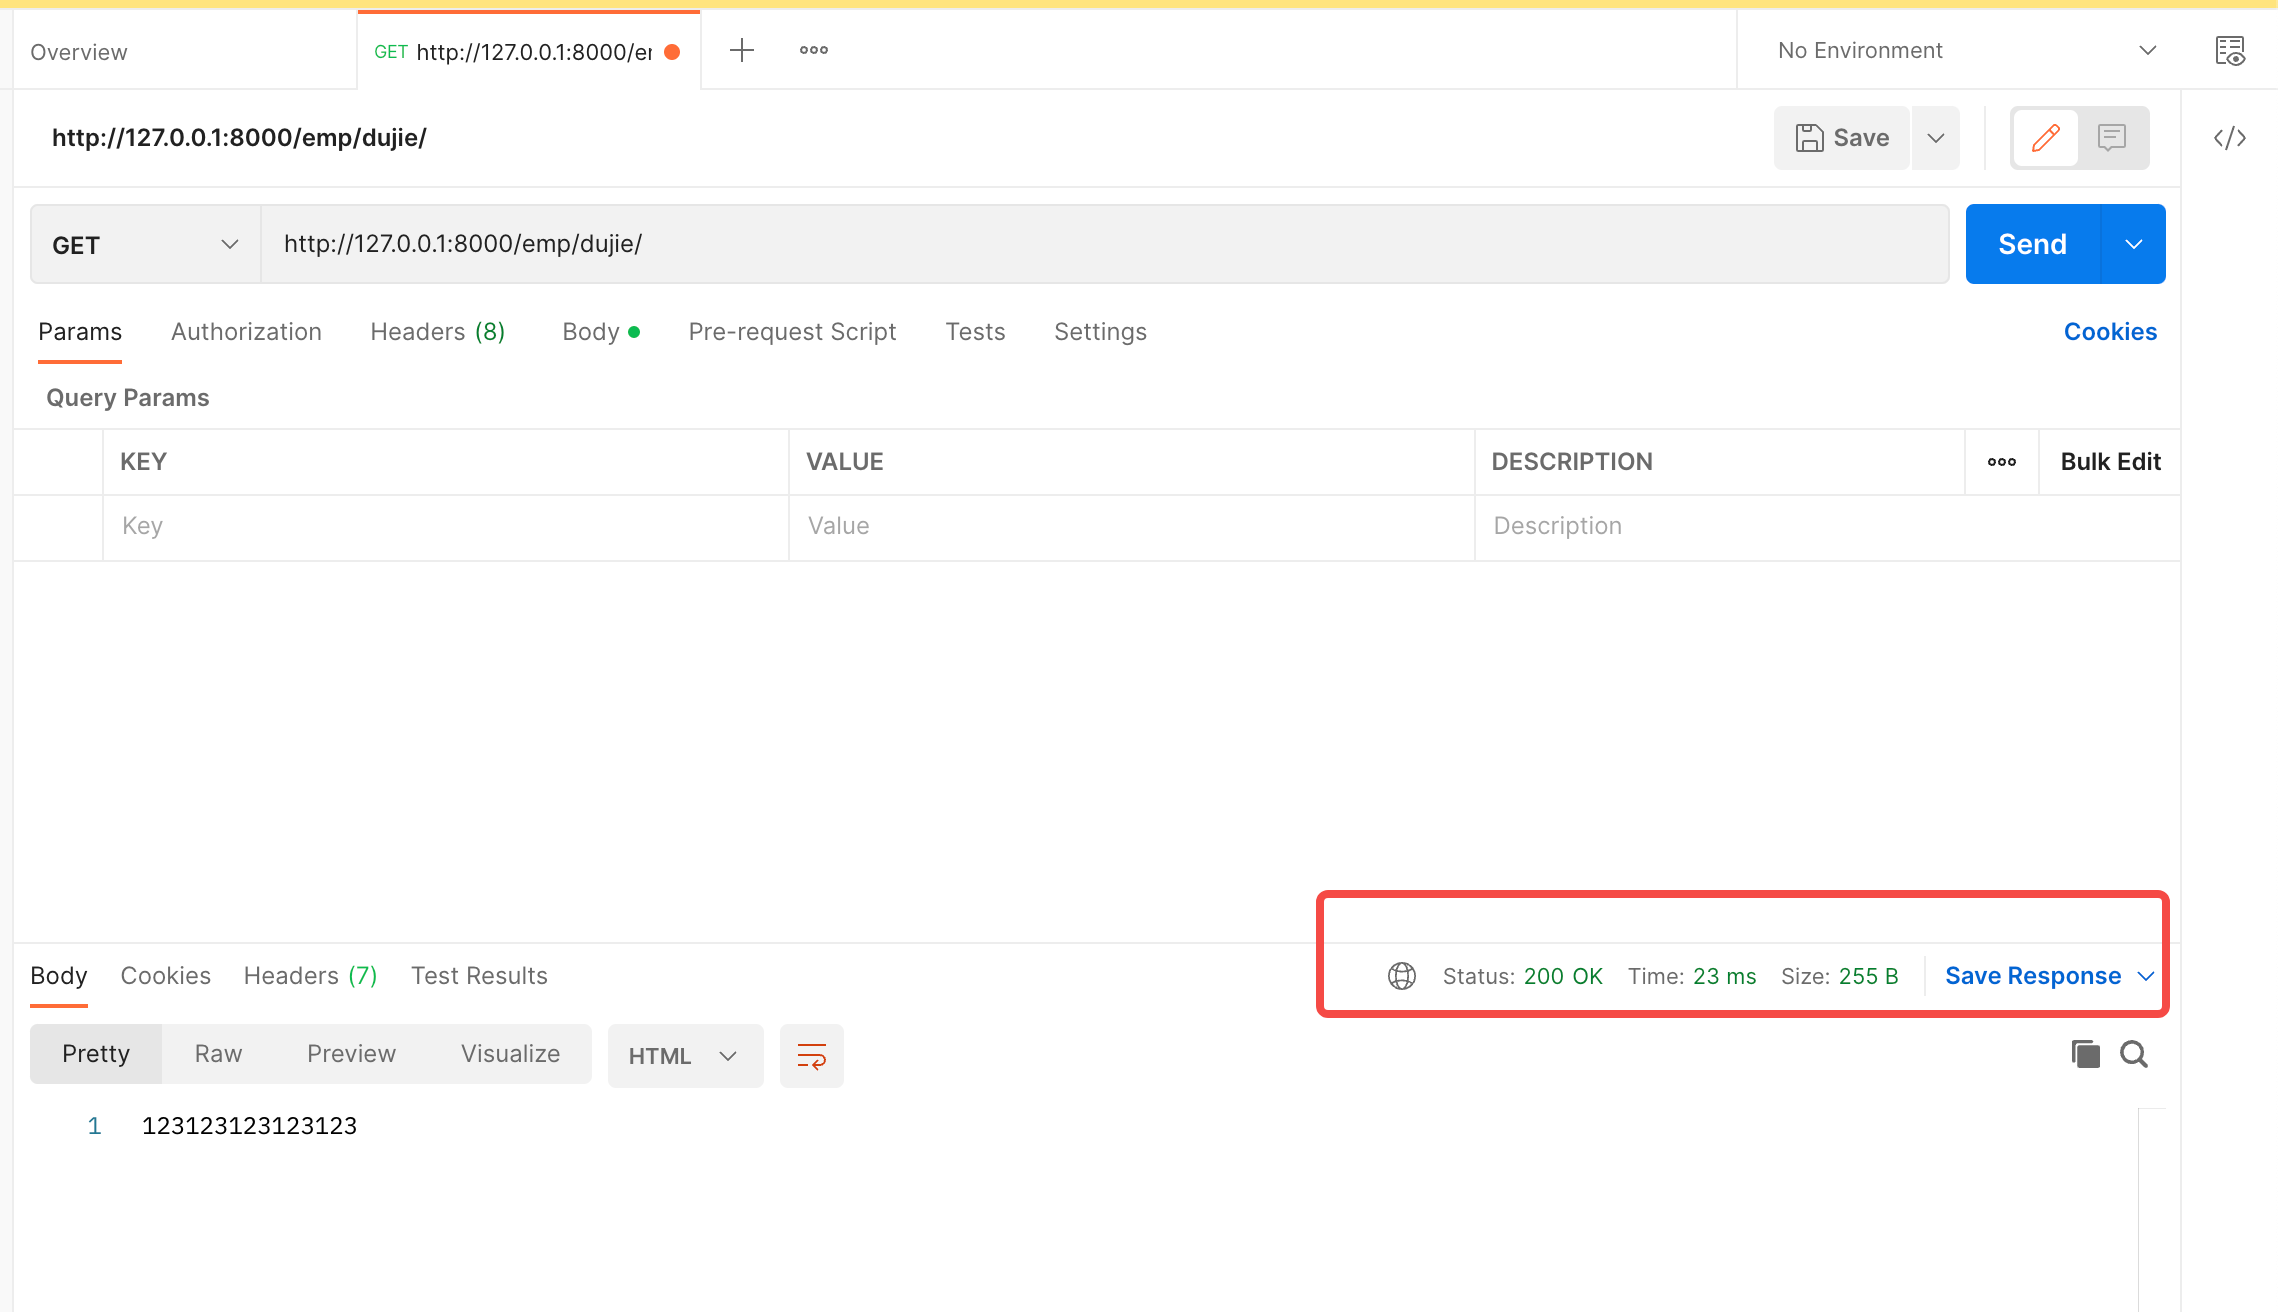 Overview GET http://127.0.0.1:8000/er No Environment
http://127.0.0.1:8000/emp/dujie/ Save
GET http://127.0.0.1:8000/emp/dujie/ Send
Params Authorization Headers (8) Body Pre-request Script Tests Settings Cookies
Query Params
KEY VALUE DESCRIPTION Bulk Edit
Key Value Description
Body Cookies Headers (7) Test Results Status: 200 OK Time: 23 ms Size: 255 B Save Response
Pretty Raw Preview Visualize HTML
1 123123123123123